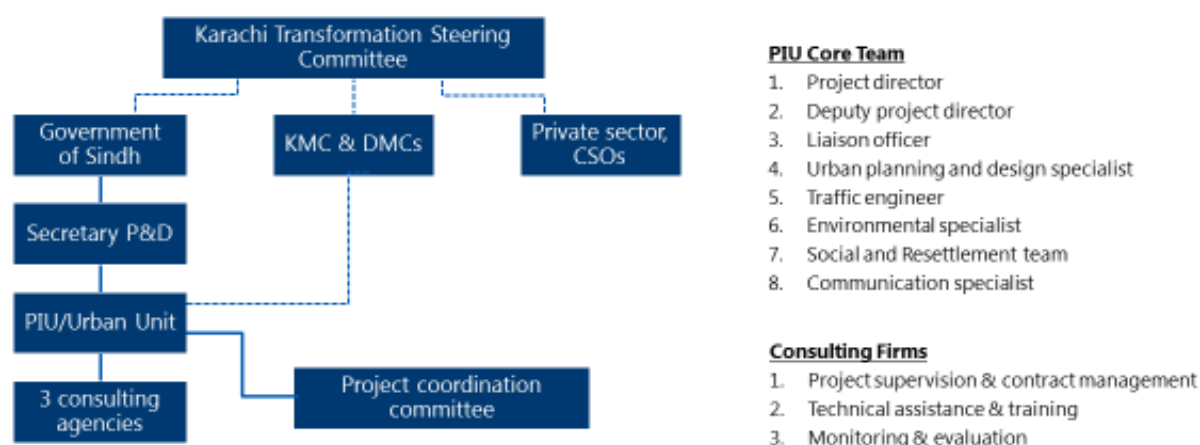 Karachi Transformation Steering
Committee
Government
of Sindh
KMC & DMCs
Private sector,
CSOs
Secretary P&D
PIU/Urban Unit
3 consulting
agencies
Project coordination
committee
PIU Core Team
1. Project director
2. Deputy project director
3. Liaison officer
4. Urban planning and design specialist
5. Traffic engineer
6. Environmental specialist
7. Social and Resettlement team
8. Communication specialist
Consulting Firms
1. Project supervision & contract management
2. Technical assistance & training
3. Monitoring & evaluation